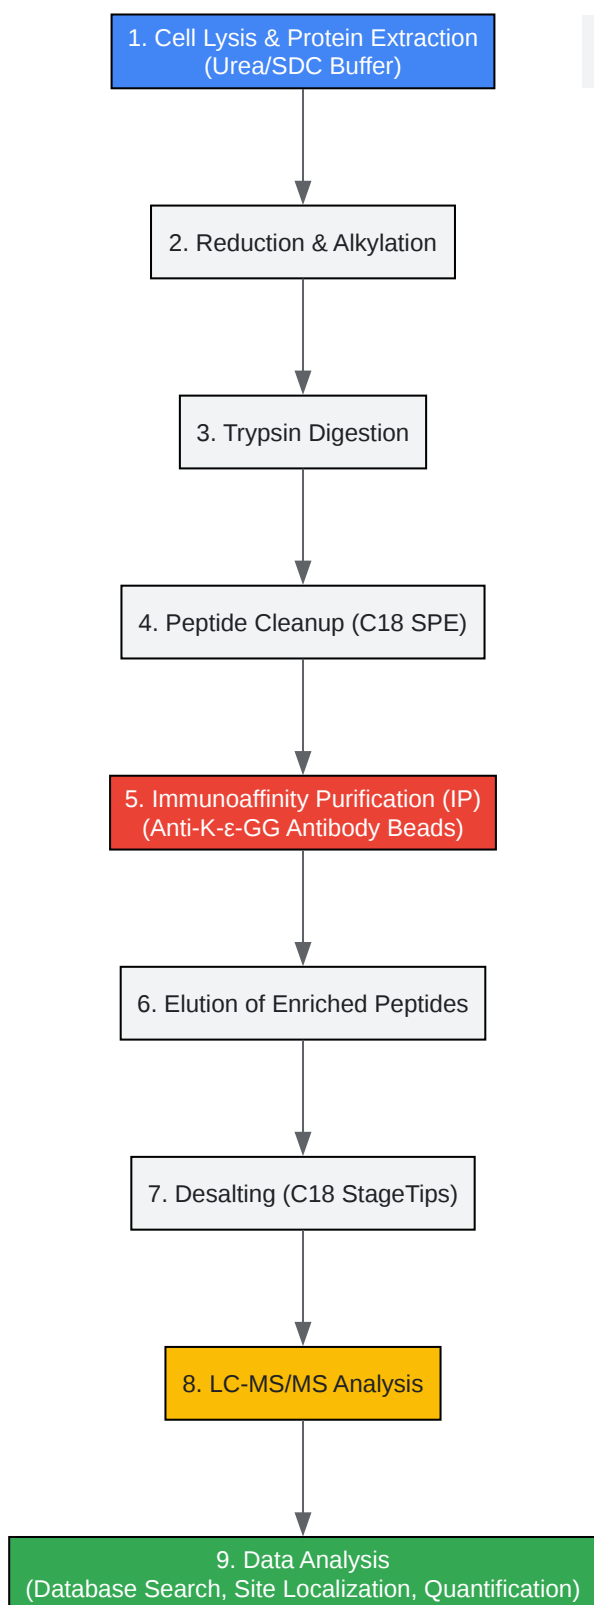 1. Cell Lysis & Protein Extraction
(Urea/SDC Buffer)
2. Reduction & Alkylation
3. Trypsin Digestion
4. Peptide Cleanup (C18 SPE)
5. Immunoaffinity Purification (IP)
(Anti-K-ε-GG Antibody Beads)
6. Elution of Enriched Peptides
7. Desalting (C18 StageTips)
8. LC-MS/MS Analysis
9. Data Analysis
(Database Search, Site Localization, Quantification)